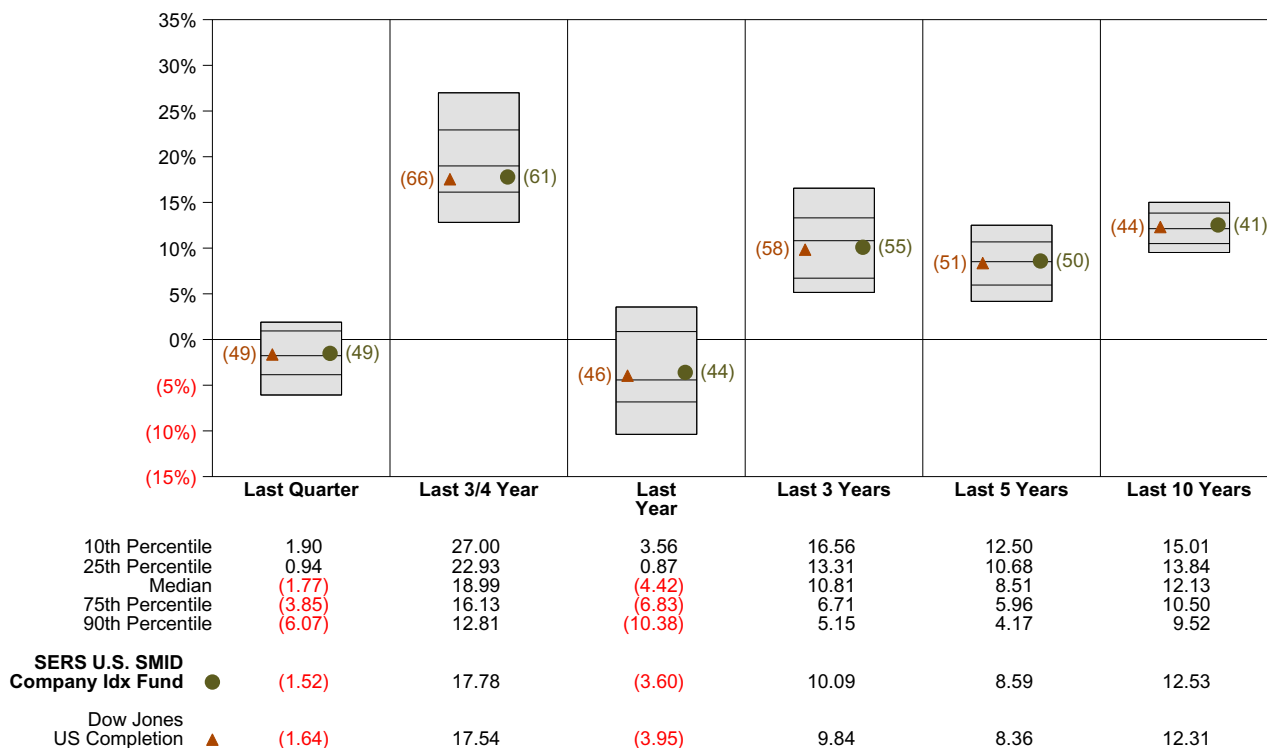 35%
30%
25%
20%
15%
10%
5%
0%
(5%)
(10%)
(15%)
(49) (49)
(66) (61)
(46) (44)
(58) (55)
(51) (50)
(44) (41)
Last Quarter Last 3/4 Year Last Year Last 3 Years Last 5 Years Last 10 Years
10th Percentile 1.90 27.00 3.56 16.56 12.50 15.01
25th Percentile 0.94 22.93 0.87 13.31 10.68 13.84
Median (1.77) 18.99 (4.42) 10.81 8.51 12.13
75th Percentile (3.85) 16.13 (6.83) 6.71 5.96 10.50
90th Percentile (6.07) 12.81 (10.38) 5.15 4.17 9.52
SERS U.S. SMID
Company Idx Fund (1.52) 17.78 (3.60) 10.09 8.59 12.53
Dow Jones
US Completion (1.64) 17.54 (3.95) 9.84 8.36 12.31